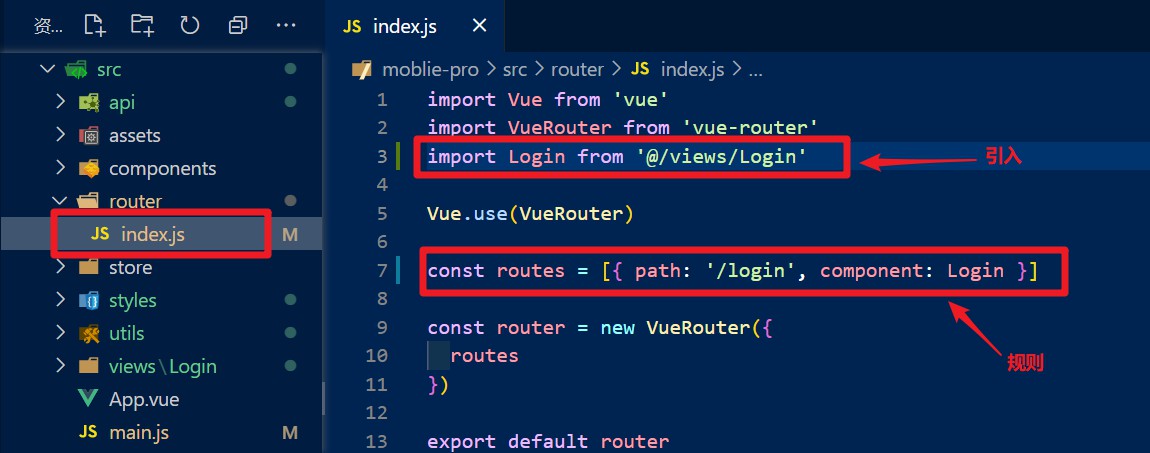 资...
src
api
assets
components
router
JS index.js M
store
styles
utils
views\Login
App.vue
JS main.js M
JS index.js
moblie-pro > src > router > JS index.js > ...
1 import Vue from 'vue'
2 import VueRouter from 'vue-router'
3 import Login from '@/views/Login'
引入
4
5 Vue.use(VueRouter)
6
7 const routes = [{ path: '/login', component: Login }]
8
9 const router = new VueRouter({
10 routes
规则
11 })
12
13 export default router